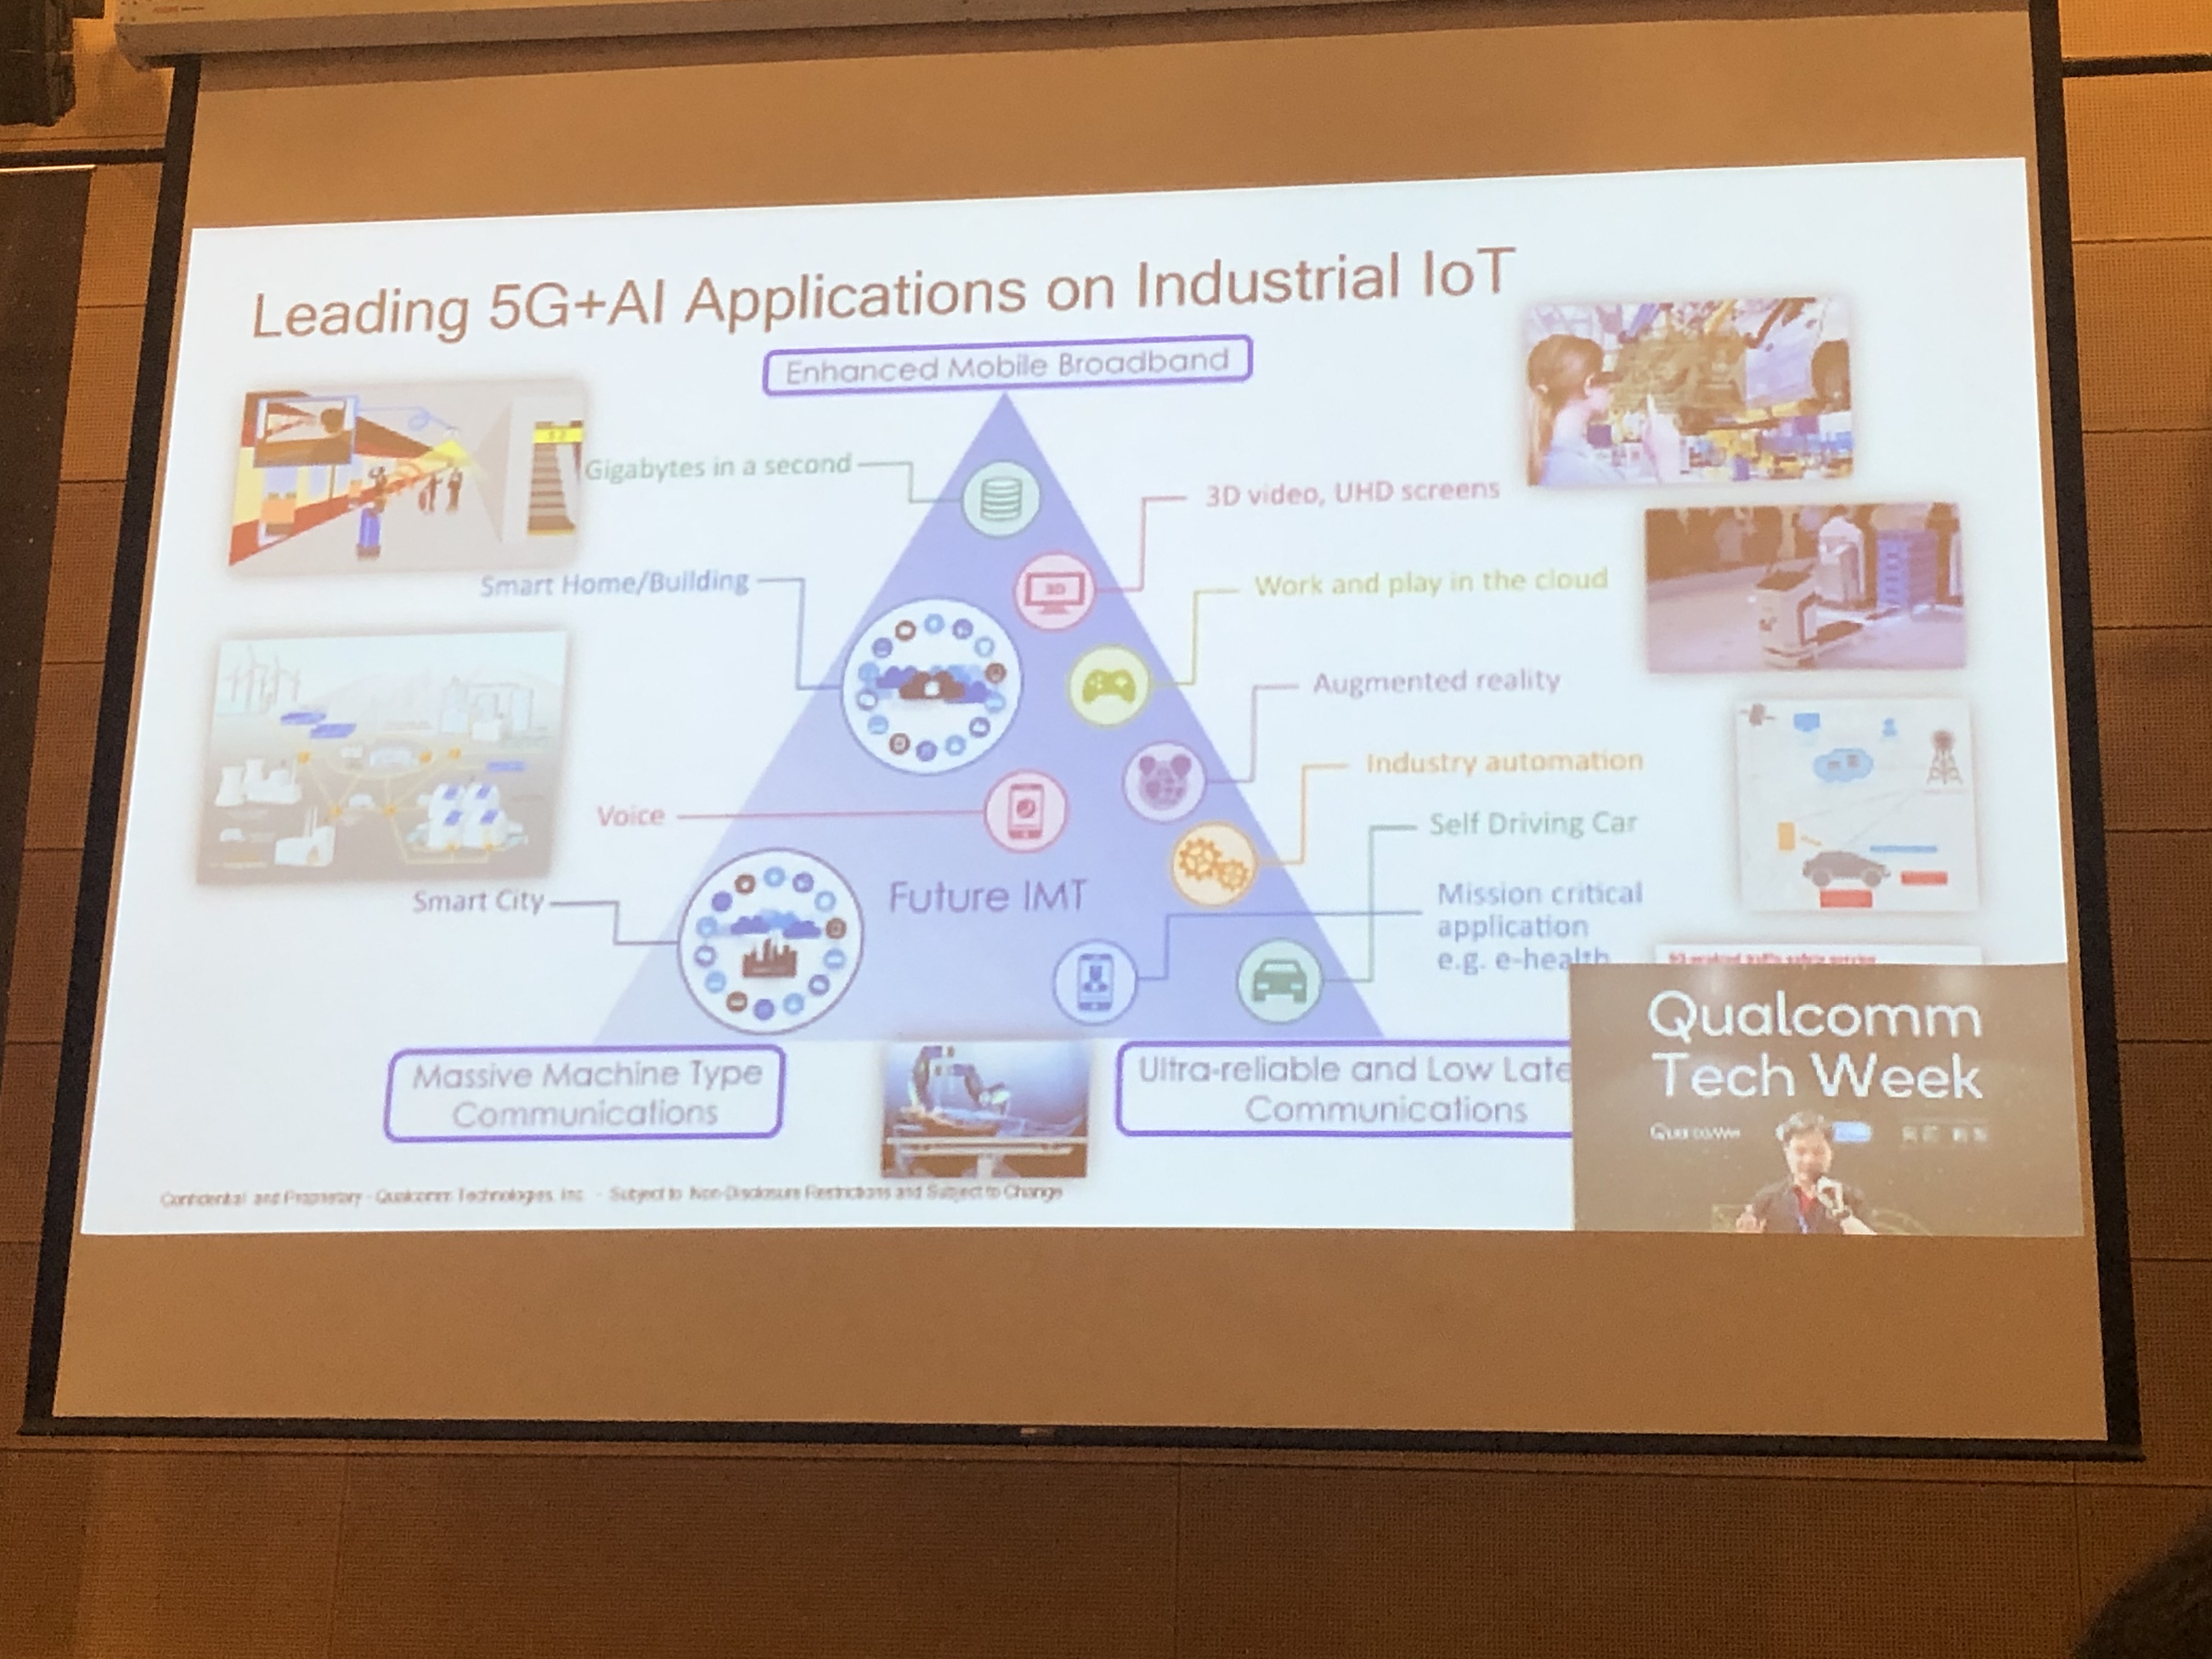 Leading 5G+AI Applications on Industrial IoT
Enhanced Mobile Broadband
Gigabytes in a second
3D video, UHD screens
3D
Smart Home/Building
Work and play in the cloud
Augmented reality
Industry automation
Voice
Self Driving Car
Smart City
Future IMT
Mission critical
application
e.g. e-health
Massive Machine Type
Communications
Ultra-reliable and Low Late
Communications
Qualcomm
Tech Week
Qualcomm
Confidential and Proprietary - Qualcomm Technologies, Inc. - Subject to Non-Disclosure Restrictions and Subject to Change